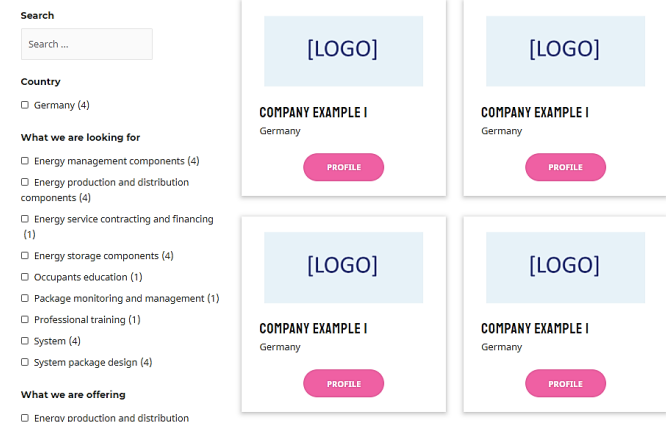 Search
Search ...
Country
Germany (4)
What we are looking for
Energy management components (4)
Energy production and distribution
components (4)
Energy service contracting and financing
(1)
Energy storage components (4)
Occupants education (1)
Package monitoring and management (1)
Professional training (1)
System (4)
System package design (4)
What we are offering
Energy production and distribution
[LOGO]
COMPANY EXAMPLE I
Germany
PROFILE
[LOGO]
COMPANY EXAMPLE I
Germany
PROFILE
[LOGO]
COMPANY EXAMPLE I
Germany
PROFILE
[LOGO]
COMPANY EXAMPLE I
Germany
PROFILE